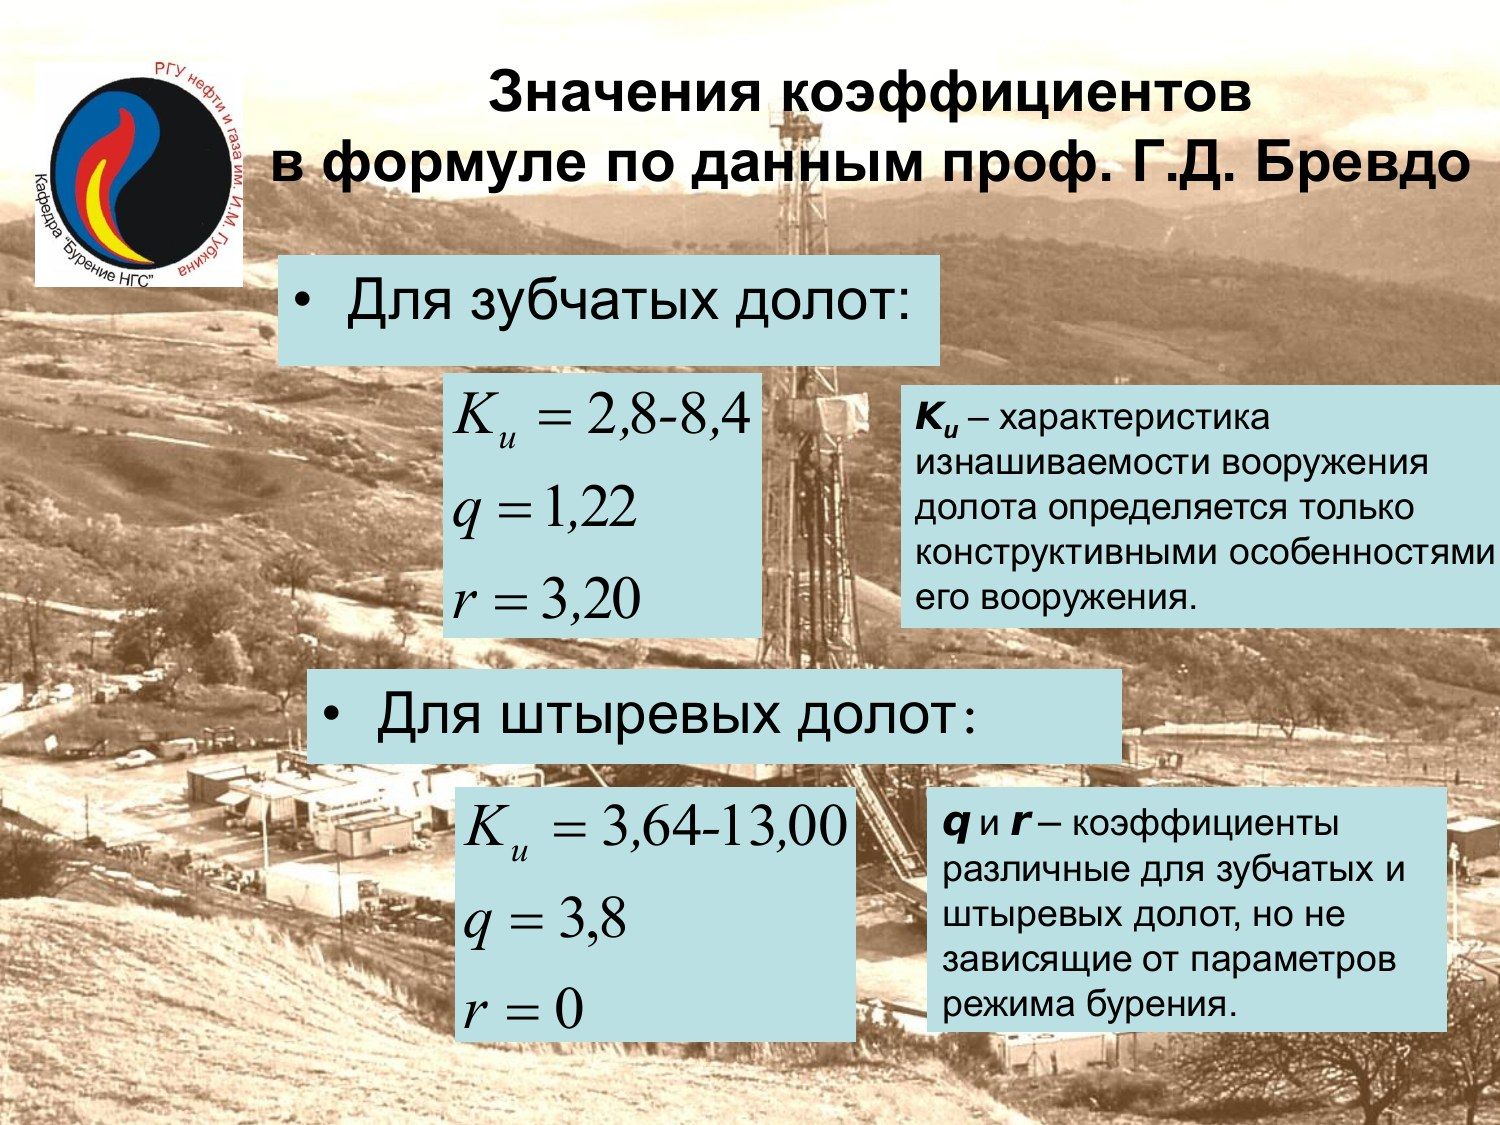 РГУ нефти и газа им. И.М. Губкина
Кафедра "Бурение НГС"
Значения коэффициентов
в формуле по данным проф. Г.Д. Бревдо
• Для зубчатых долот:
Kи = 2,8-8,4
q = 1,22
r = 3,20
Kи – характеристика
изнашиваемости вооружения
долота определяется только
конструктивными особенностями
его вооружения.
• Для штыревых долот:
Kи = 3,64-13,00
q = 3,8
r = 0
q и r – коэффициенты
различные для зубчатых и
штыревых долот, но не
зависящие от параметров
режима бурения.